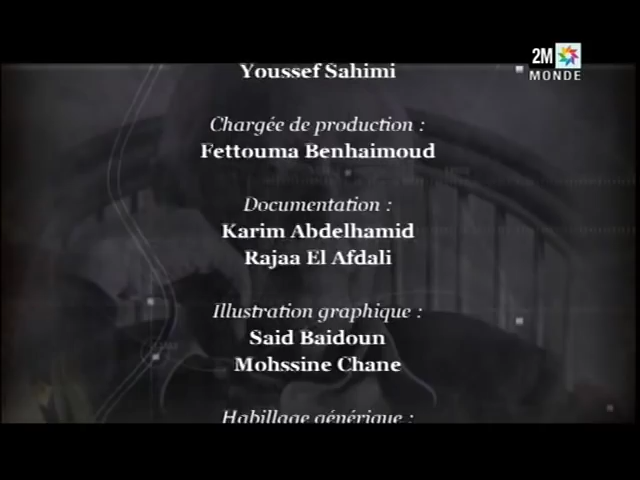 2M
MONDE
Youssef Sahimi
Chargée de production :
Fettouma Benhaimoud
Documentation :
Karim Abdelhamid
Rajaa El Afdali
Illustration graphique :
Said Baidoun
Mohssine Chane
Habillage générique :